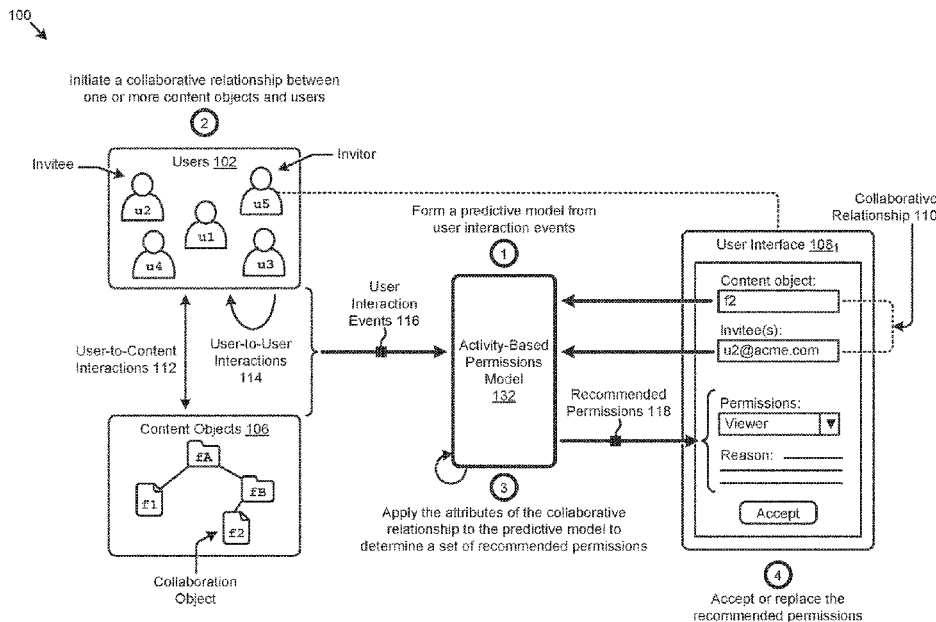 100
Initiate a collaborative relationship between
one or more content objects and users
2
Invitee
Users 102
Invitor
u2
u5
u1
u4
u3
Form a predictive model from
user interaction events
1
Collaborative
Relationship 110
User Interface 108₁
Content object:
f2
Invitee(s):
u2@acme.com
User
Interaction
Events 116
User-to-Content
Interactions 112
User-to-User
Interactions
114
Activity-Based
Permissions
Model
132
Recommended
Permissions 118
Permissions:
Viewer
Reason:
Accept
Content Objects 106
fA
f1
fB
f2
Collaboration
Object
3
Apply the attributes of the collaborative
relationship to the predictive model to
determine a set of recommended permissions
4
Accept or replace the
recommended permissions